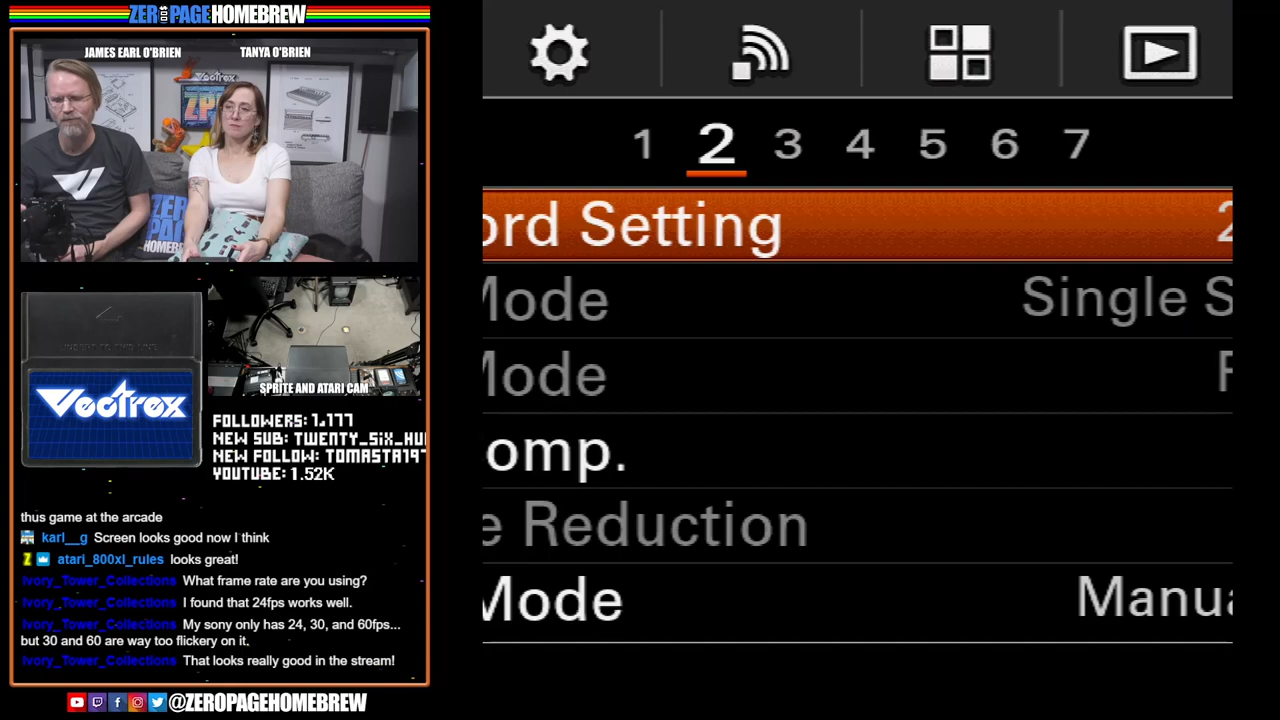 ZEROPAGE HOMEBREW
JAMES EARL O'BRIEN
TANYA O'BRIEN
Vectrex
ZERO
PAGE
HOMEBREW
Vectrex
SPRITE AND ATARI CAM
FOLLOWERS: 1,177
NEW SUB: TWENTY_SIX_HU
NEW FOLLOW: TOMASTA197
YOUTUBE: 1.52K
thus game at the arcade
karl__g Screen looks good now I think
atari_800xl_rules looks great!
Ivory_Tower_Collections What frame rate are you using?
Ivory_Tower_Collections I found that 24fps works well.
Ivory_Tower_Collections My sony only has 24, 30, and 60fps...
but 30 and 60 are way too flickery on it.
Ivory_Tower_Collections That looks really good in the stream!
@ZEROPAGEHOMEBREW
1 2 3 4 5 6 7
ord Setting 2
Mode Single S
Mode F
omp.
e Reduction
Mode Manua